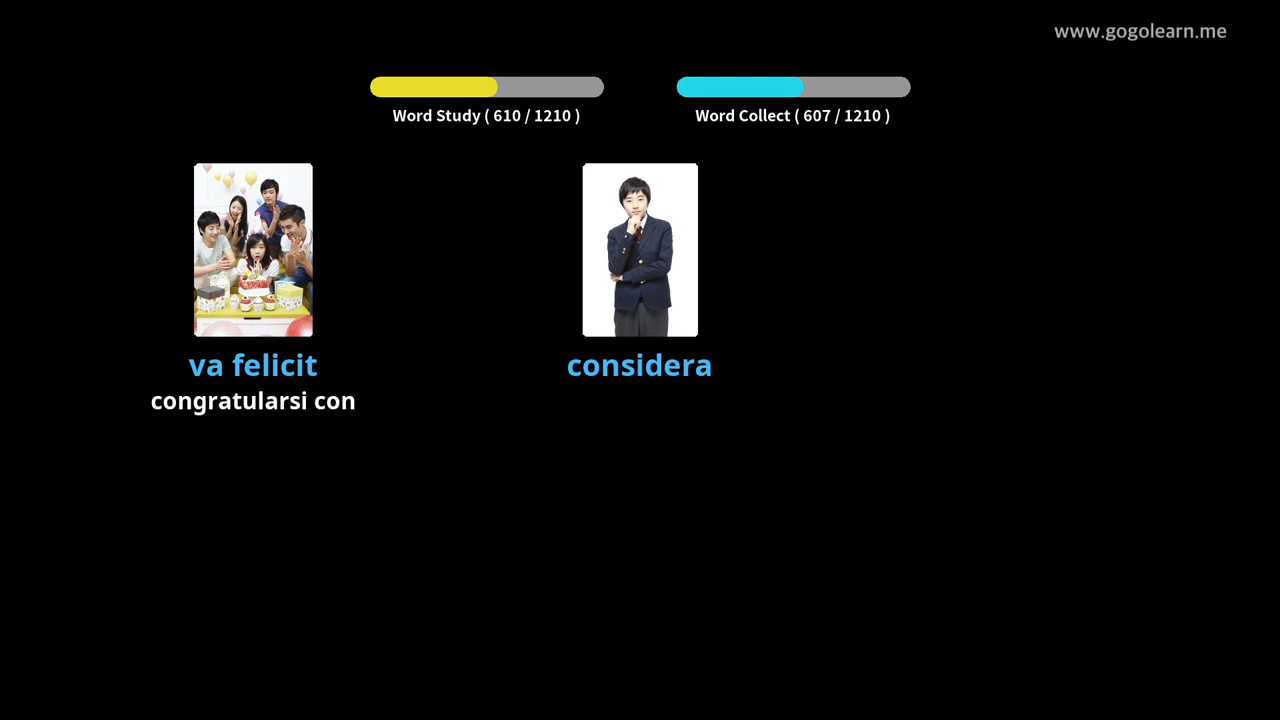 www.gogolearn.me
Word Study ( 610 / 1210 )
Word Collect ( 607 / 1210 )
va felicit
congratularsi con
considera